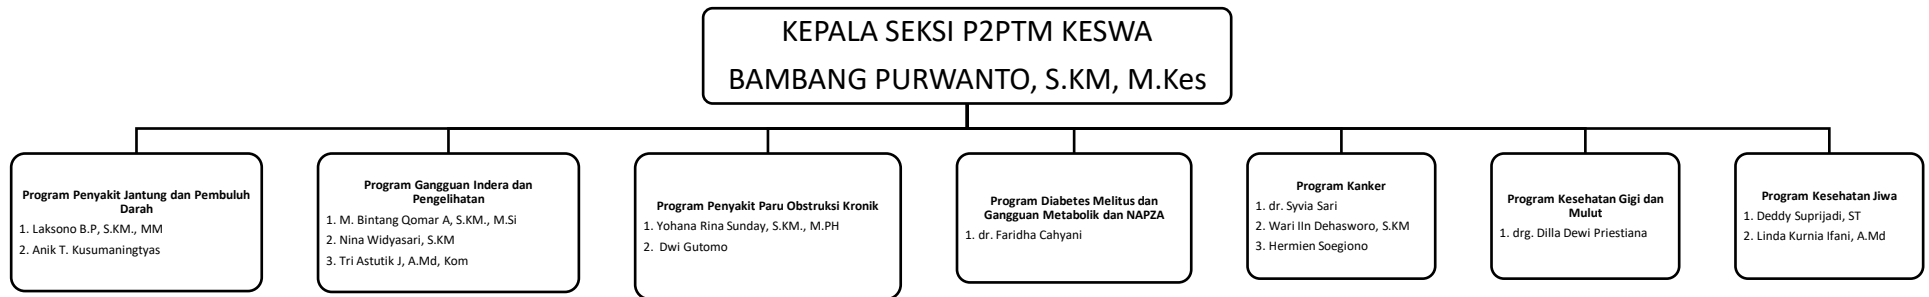 KEPALA SEKSI P2PTM KESWA
BAMBANG PURWANTO, S.KM, M.Kes
Program Penyakit Jantung dan Pembuluh
Darah
1. Laksono B.P, S.KM., MM
2. Anik T. Kusumaningtyas
Program Gangguan Indera dan
Pengelihatan
1. M. Bintang Qomar A, S.KM., M.Si
2. Nina Widyasari, S.KM
3. Tri Astutik J, A.Md, Kom
Program Penyakit Paru Obstruksi Kronik
1. Yohana Rina Sunday, S.KM., M.PH
2. Dwi Gutomo
Program Diabetes Melitus dan
Gangguan Metabolik dan NAPZA
1. dr. Faridha Cahyani
Program Kanker
1. dr. Syvia Sari
2. Wari IIn Dehasworo, S.KM
3. Hermien Soegiono
Program Kesehatan Gigi dan
Mulut
1. drg. Dilla Dewi Priestiana
Program Kesehatan Jiwa
1. Deddy Suprijadi, ST
2. Linda Kurnia Ifani, A.Md